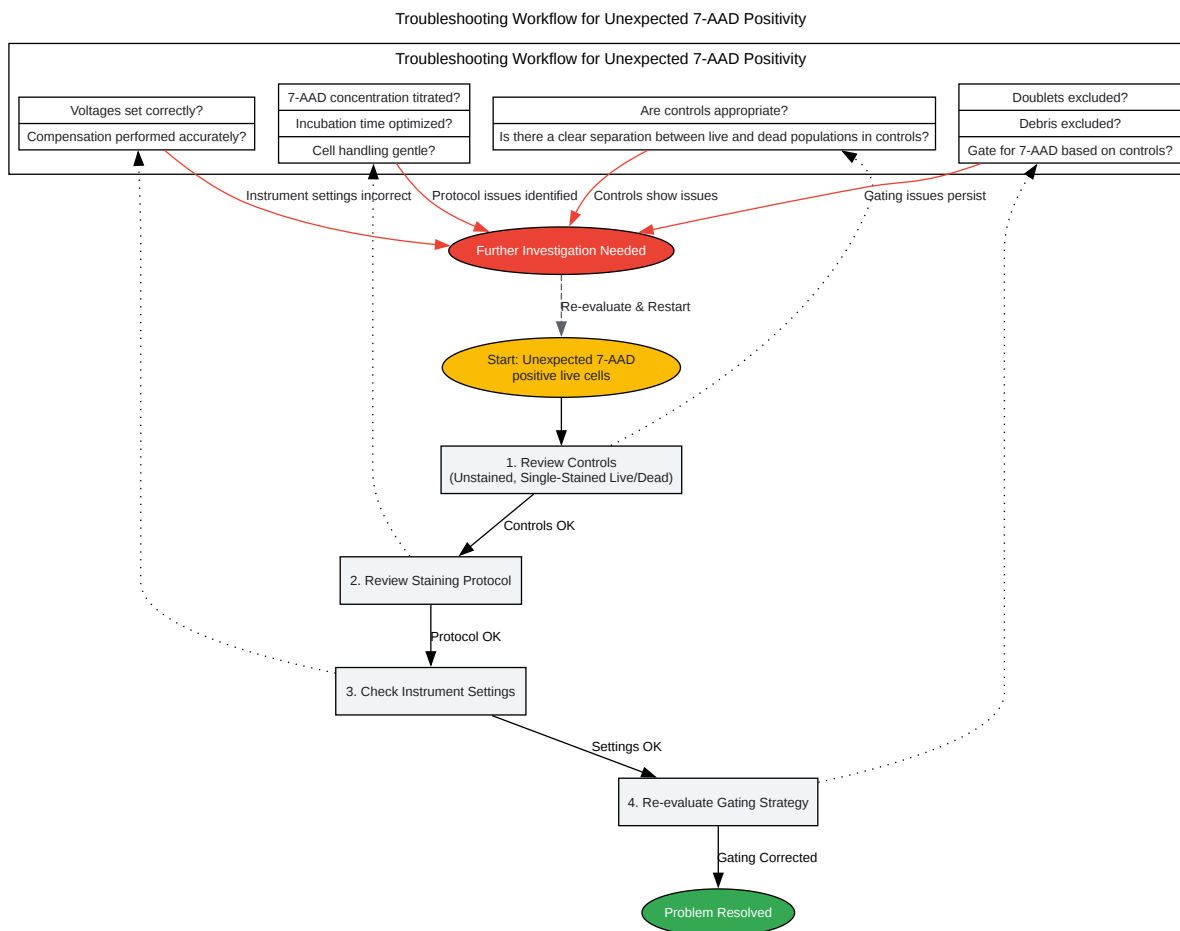 Troubleshooting Workflow for Unexpected 7-AAD Positivity
Troubleshooting Workflow for Unexpected 7-AAD Positivity
Voltages set correctly?
Compensation performed accurately?
7-AAD concentration titrated?
Incubation time optimized?
Cell handling gentle?
Are controls appropriate?
Is there a clear separation between live and dead populations in controls?
Doublets excluded?
Debris excluded?
Gate for 7-AAD based on controls?
Instrument settings incorrect
Protocol issues identified
Controls show issues
Gating issues persist
Further Investigation Needed
Re-evaluate & Restart
Start: Unexpected 7-AAD
positive live cells
1. Review Controls
(Unstained, Single-Stained Live/Dead)
Controls OK
2. Review Staining Protocol
Protocol OK
3. Check Instrument Settings
Settings OK
4. Re-evaluate Gating Strategy
Gating Corrected
Problem Resolved